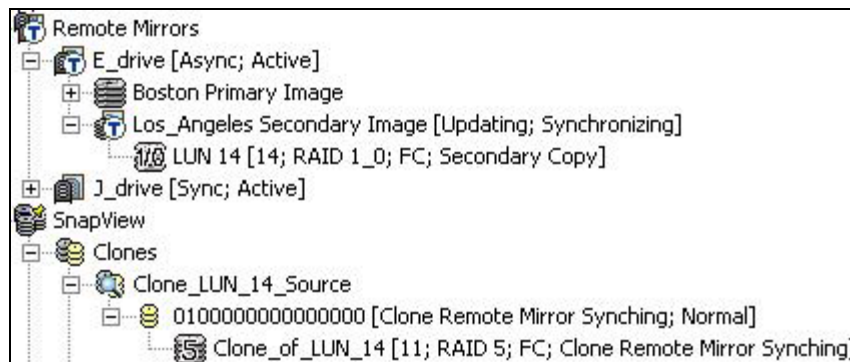 Remote Mirrors
E_drive [Async; Active]
Boston Primary Image
Los_Angeles Secondary Image [Updating; Synchronizing]
LUN 14 [14; RAID 1_0; FC; Secondary Copy]
J_drive [Sync; Active]
SnapView
Clones
Clone_LUN_14_Source
0100000000000000 [Clone Remote Mirror Synching; Normal]
Clone_of_LUN_14 [11; RAID 5; FC; Clone Remote Mirror Synching]